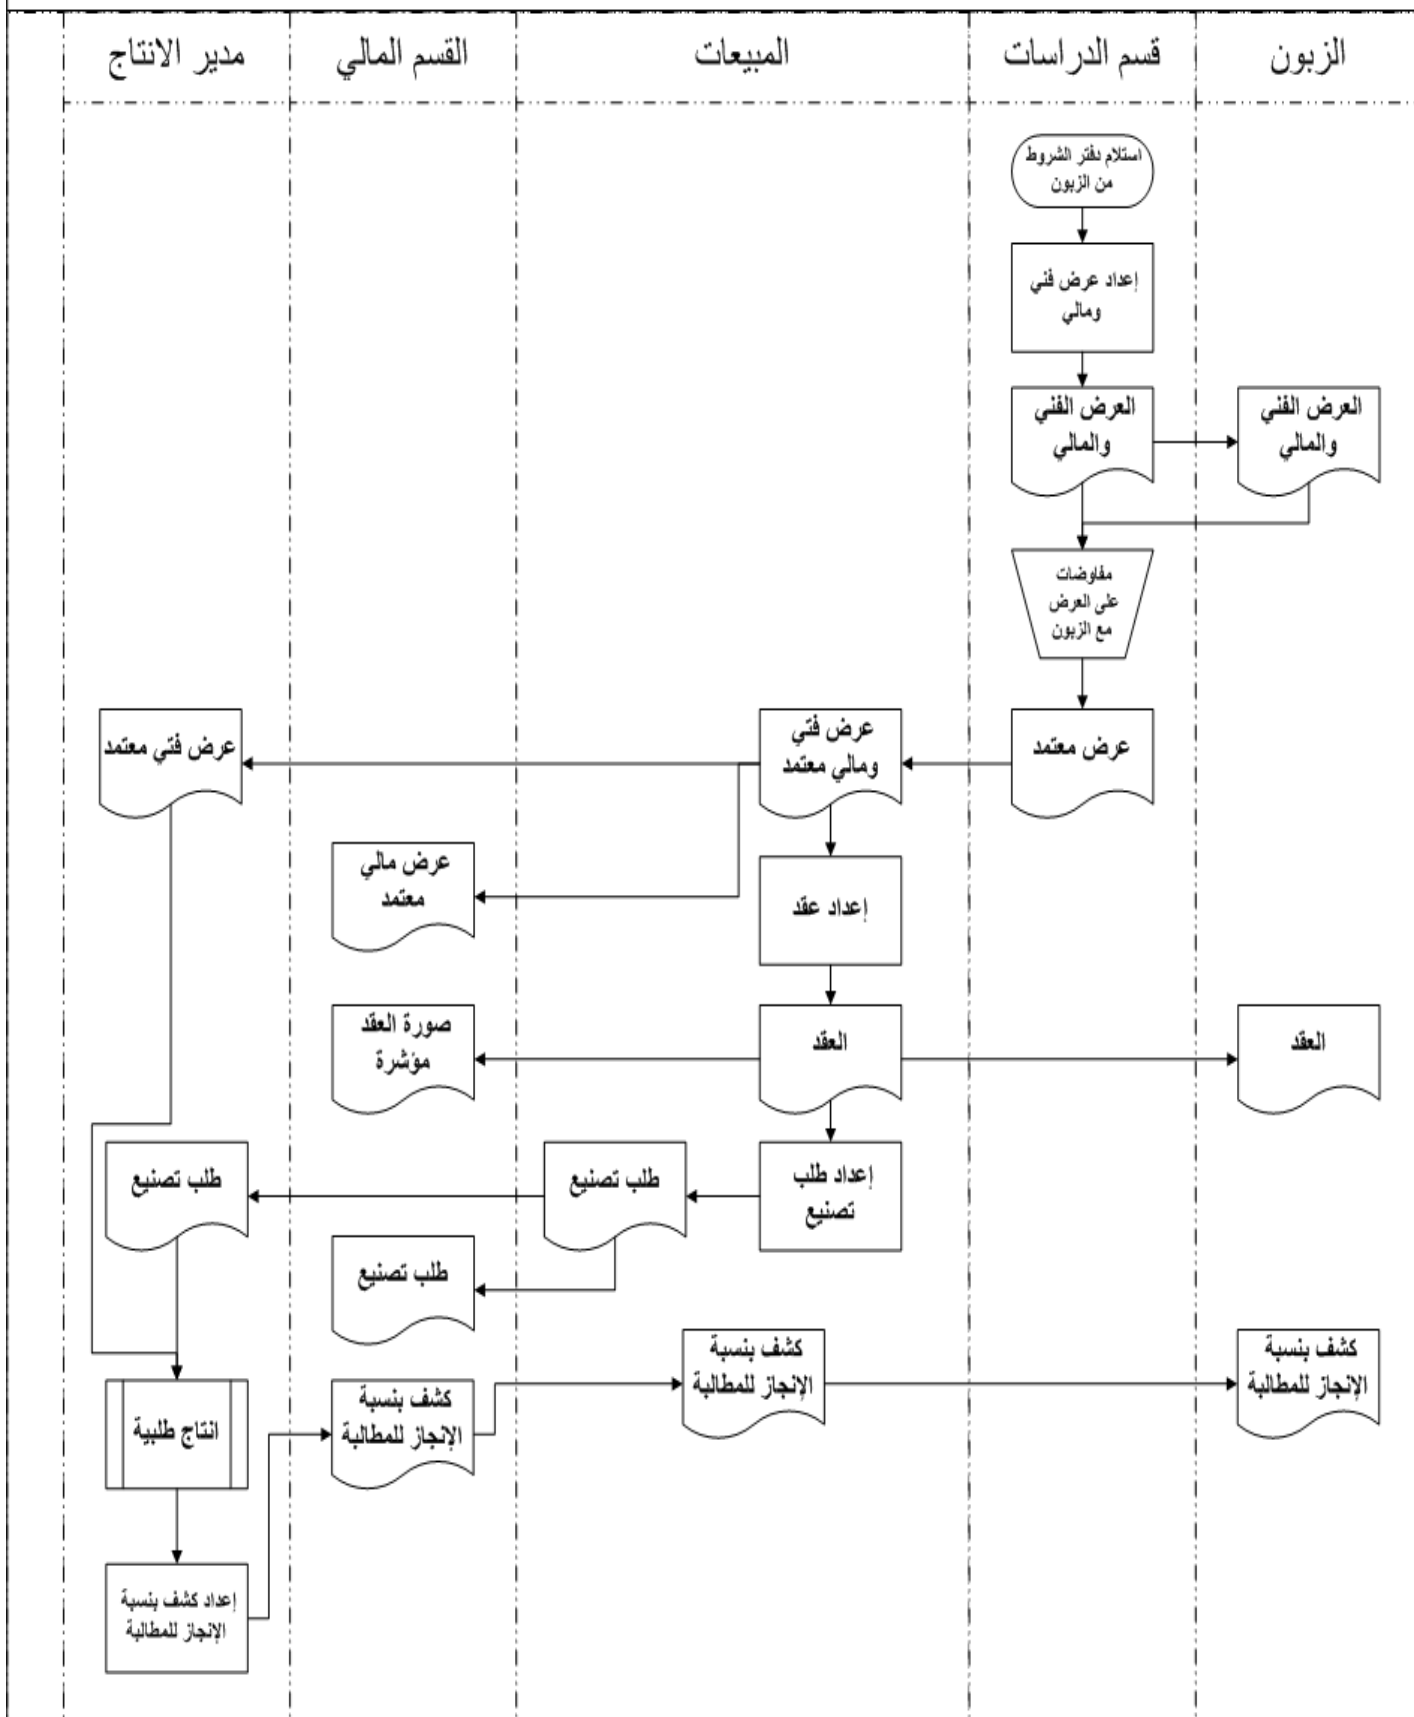 الزبون
قسم الدراسات
المبيعات
القسم المالي
مدير الانتاج
استلام دفتر الشروط
من الزبون
إعداد عرض فني
ومالي
العرض الفني
والمالي
العرض الفني
والمالي
مفاوضات
على العرض
مع الزبون
عرض معتمد
عرض فتي
ومالي معتمد
عرض فتي معتمد
عرض مالي
معتمد
إعداد عقد
العقد
العقد
صورة العقد
مؤشرة
إعداد طلب
تصنيع
طلب تصنيع
طلب تصنيع
طلب تصنيع
كشف بنسبة
الإنجاز للمطالبة
كشف بنسبة
الإنجاز للمطالبة
كشف بنسبة
الإنجاز للمطالبة
انتاج طلبية
إعداد كشف بنسبة
الإنجاز للمطالبة